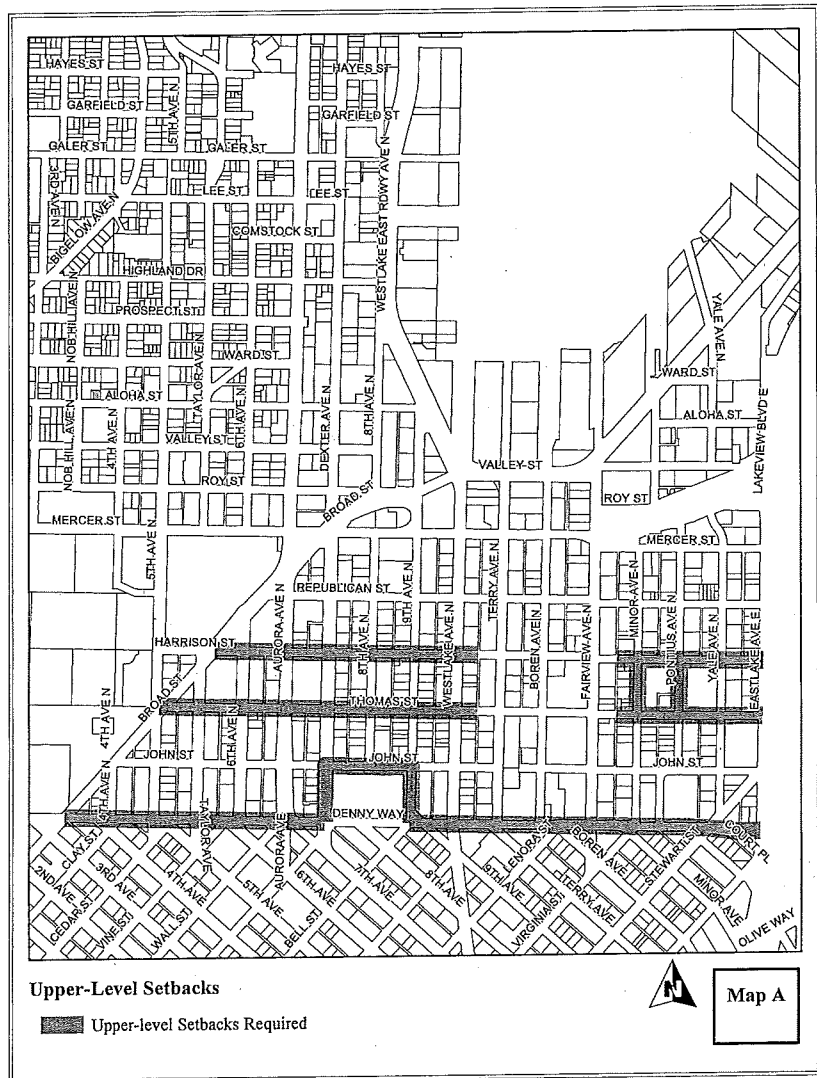 HAYES ST
HAYES ST
GARFIELD ST
5TH AVE N
GARFIELD ST
GALER ST
GALER ST
3RD AVE N
LEE ST
LEE ST
WESTLAKE EAST RDWY AVE N
BIGELOW AVE N
COMSTOCK ST
HIGHLAND DR
PROSPECT ST
NOB HILL AVE N
TAYLOR AVE N
WARD ST
YALE AVE N
WARD ST
ALOHA ST
6TH AVE N
DEXTER AVE N
8TH AVE N
ALOHA ST
LAKEVIEW BLVD E
NOB HILL AVE N
4TH AVE N
VALLEY ST
VALLEY ST
ROY ST
ROY ST
MERCER ST
BROAD ST
MERCER ST
5TH AVE N
REPUBLICAN ST
AURORA AVE N
9TH AVE N
TERRY AVE N
MINOR AVE N
HARRISON ST
8TH AVE N
WESTLAKE AVE N
BOREN AVE N
FAIRVIEW AVE N
PONTIUS AVE N
YALE AVE N
EASTLAKE AVE E
BROAD ST
THOMAS ST
4TH AVE N
6TH AVE N
JOHN ST
JOHN ST
JOHN ST
4TH AVE N
TAYLOR AVE
AURORA AVE
DENNY WAY
CLAY ST
LENORA ST
BOREN AVE
STEWART ST
COURT PL
2ND AVE
3RD AVE
4TH AVE
5TH AVE
6TH AVE
7TH AVE
8TH AVE
9TH AVE
TERRY AVE
MINOR AVE
CEDAR ST
VINE ST
WALL ST
BELL ST
VIRGINIA ST
OLIVE WAY
Upper-Level Setbacks
Upper-level Setbacks Required
N
Map A